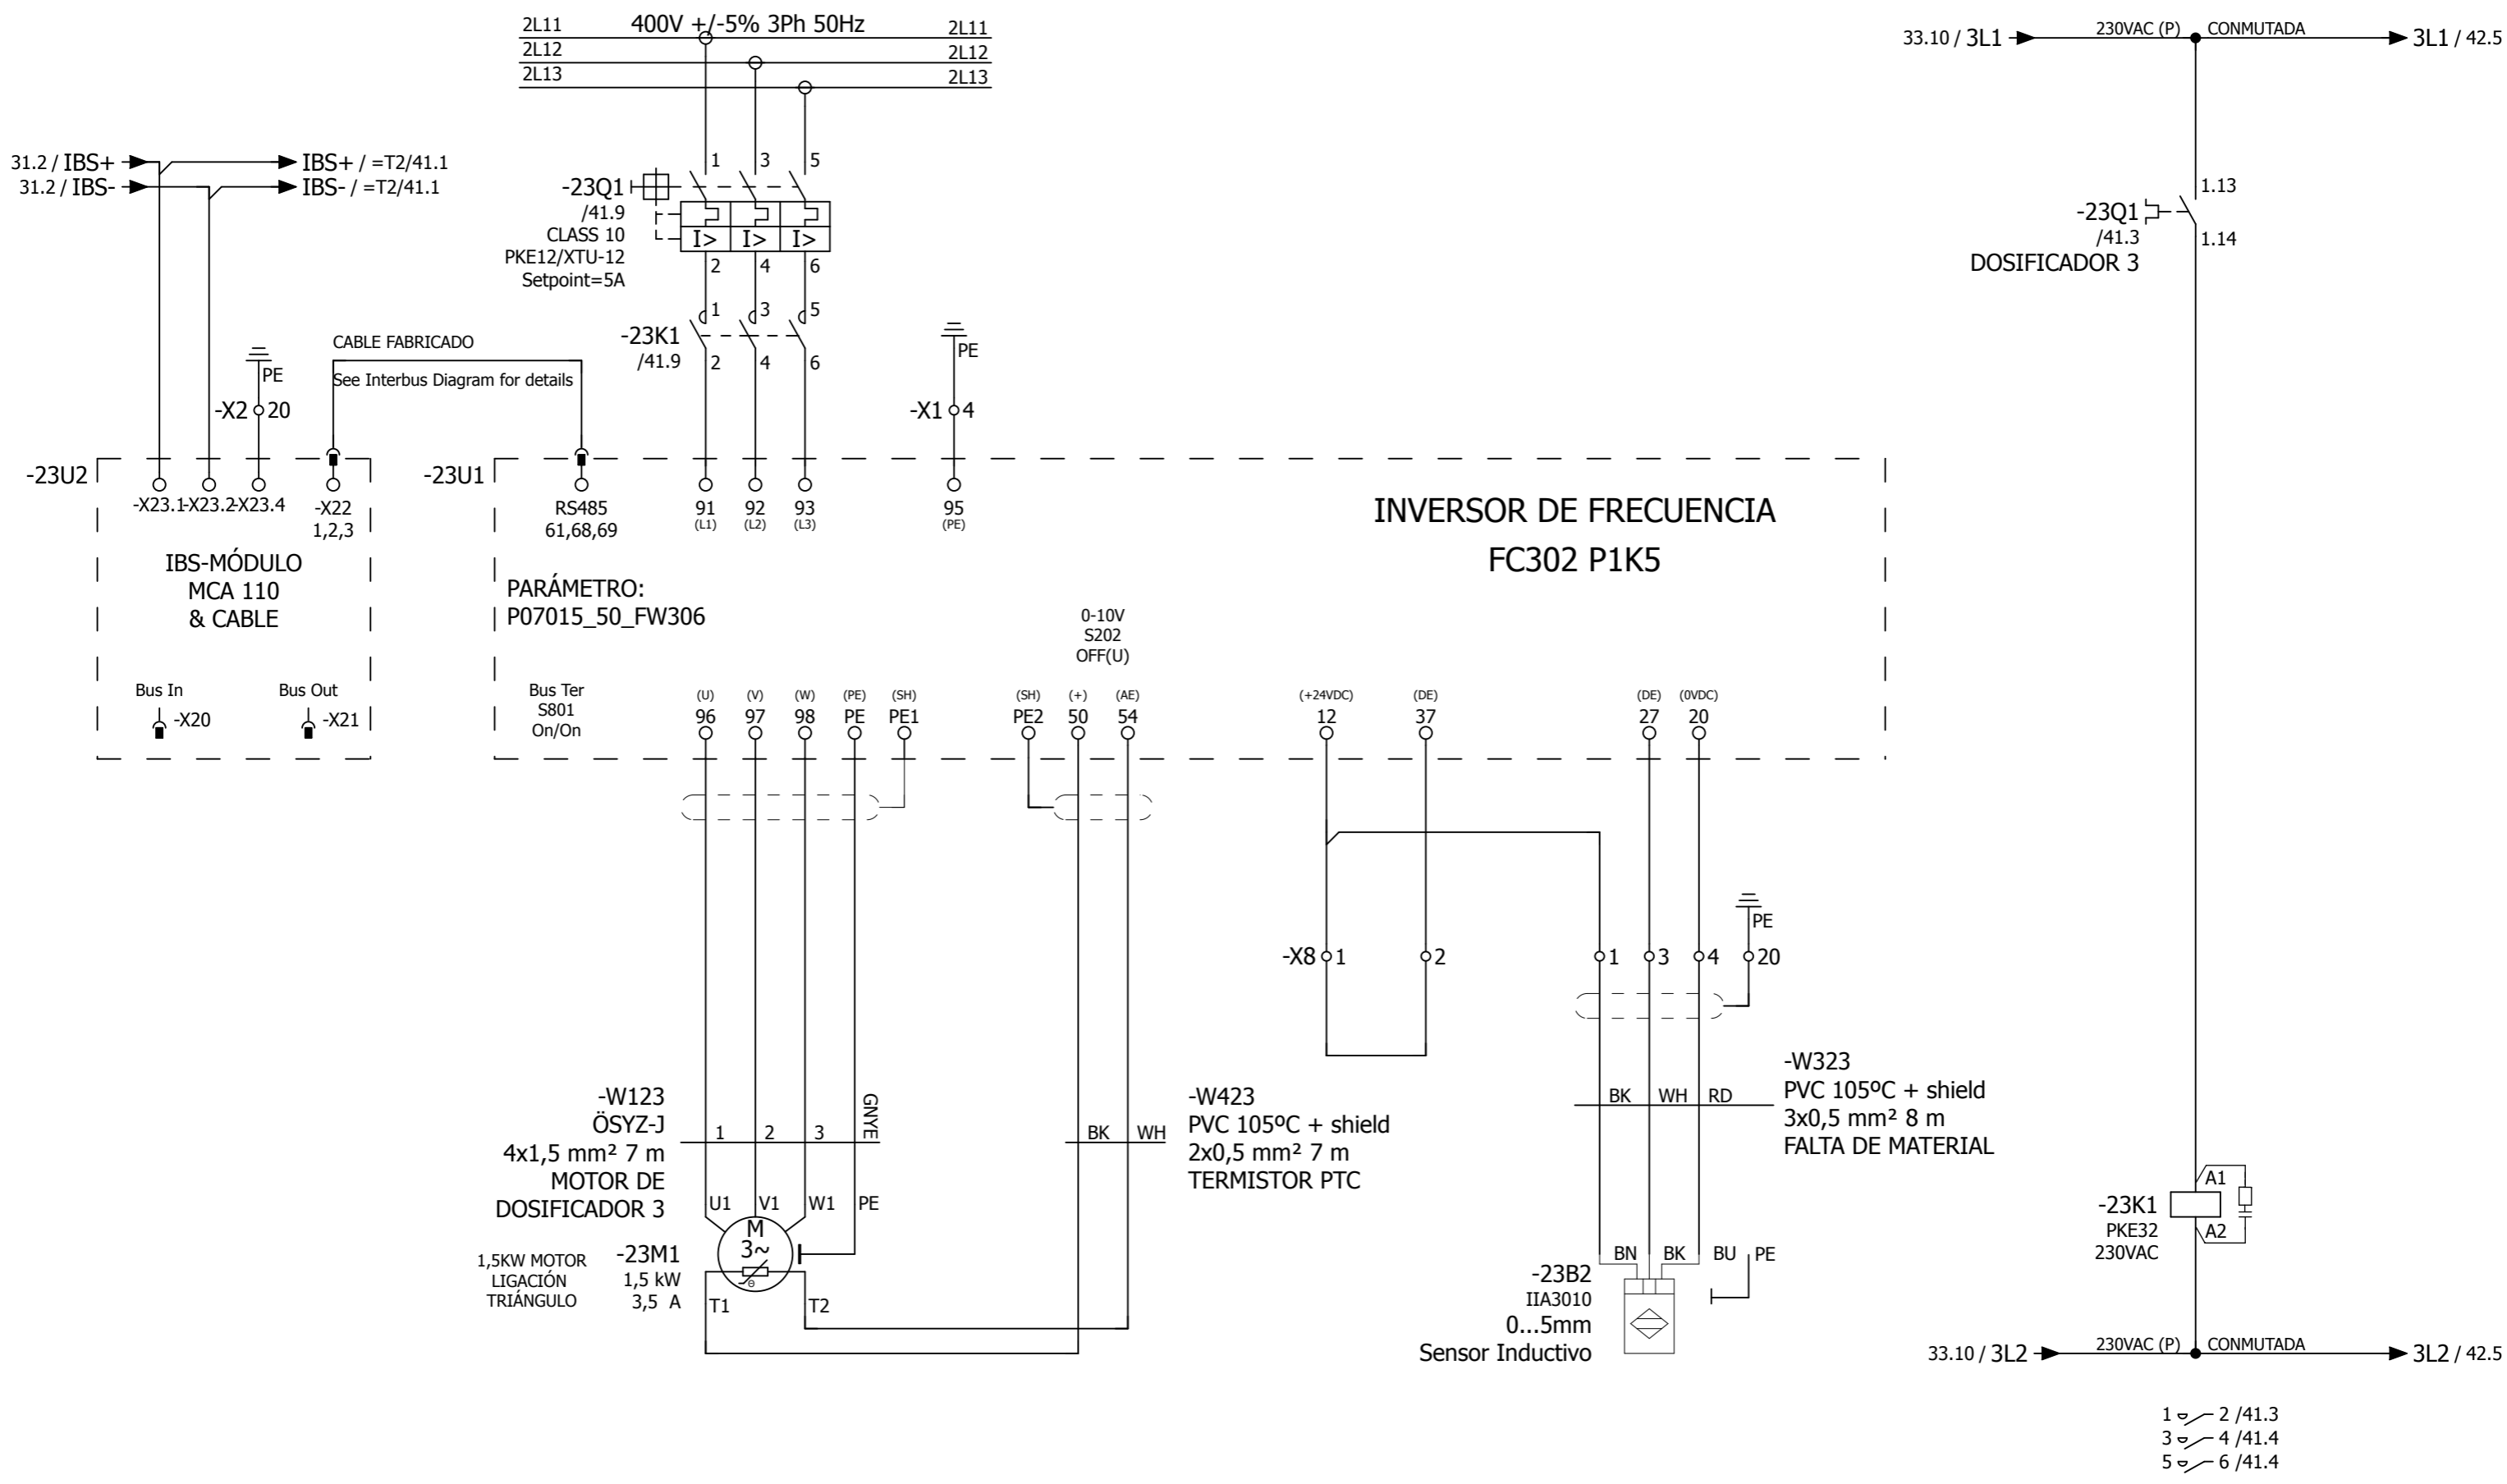 2L11 400V +/-5% 3Ph 50Hz 2L11
2L12 2L12
2L13 2L13
33.10 / 3L1 230VAC (P) CONMUTADA 3L1 / 42.5
31.2 / IBS+ IBS+ / =T2/41.1
31.2 / IBS- IBS- / =T2/41.1
1 3 5
-23Q1
/41.9
CLASS 10
PKE12/XTU-12
Setpoint=5A
I> I> I>
2 4 6
1 3 5
-23K1
/41.9
2 4 6
1.13
-23Q1
/41.3
1.14
DOSIFICADOR 3
CABLE FABRICADO
See Interbus Diagram for details
PE
-X2 20
PE
-X1 4
-23U2
-X23.1 -X23.2 -X23.4 -X22
1,2,3
IBS-MÓDULO
MCA 110
& CABLE
Bus In
-X20
Bus Out
-X21
-23U1
RS485
61,68,69
91 92 93 95
(L1) (L2) (L3) (PE)
INVERSOR DE FRECUENCIA
FC302 P1K5
PARÁMETRO:
P07015_50_FW306
0-10V
S202
OFF(U)
Bus Ter
S801
On/On
(U) (V) (W) (PE) (SH) (SH) (+) (AE) (+24VDC) (DE) (DE) (0VDC)
96 97 98 PE PE1 PE2 50 54 12 37 27 20
PE
-X8 1 2 1 3 4 20
-W123
ÖSYZ-J
4x1,5 mm² 7 m
MOTOR DE
DOSIFICADOR 3
1 2 3 GNYE
BK WH
-W423
PVC 105ºC + shield
2x0,5 mm² 7 m
TERMISTOR PTC
BK WH RD
-W323
PVC 105ºC + shield
3x0,5 mm² 8 m
FALTA DE MATERIAL
U1 V1 W1 PE
M
3~
ϴ
1,5KW MOTOR
LIGACIÓN
TRIÁNGULO
-23M1
1,5 kW
3,5 A
T1 T2
BN BK BU PE
-23B2
IIA3010
0...5mm
Sensor Inductivo
A1
-23K1
PKE32
230VAC
A2
33.10 / 3L2 230VAC (P) CONMUTADA 3L2 / 42.5
1 2 /41.3
3 4 /41.4
5 6 /41.4